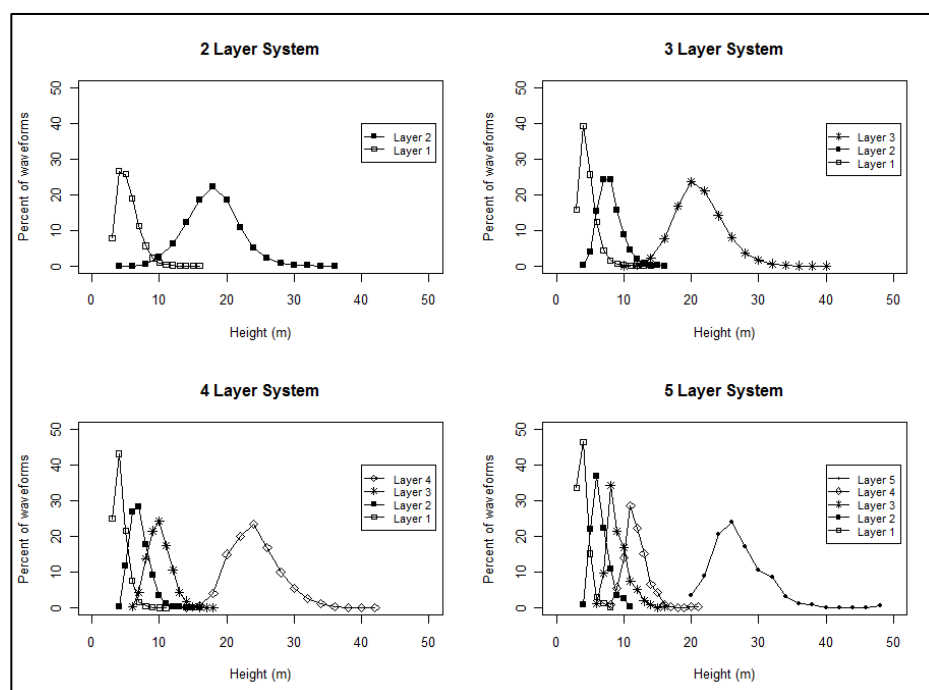 2 Layer System
50
40
30
20
10
0
Percent of waveforms
Layer 2
Layer 1
0 10 20 30 40 50
Height (m)
3 Layer System
50
40
30
20
10
0
Percent of waveforms
Layer 3
Layer 2
Layer 1
0 10 20 30 40 50
Height (m)
4 Layer System
50
40
30
20
10
0
Percent of waveforms
Layer 4
Layer 3
Layer 2
Layer 1
0 10 20 30 40 50
Height (m)
5 Layer System
50
40
30
20
10
0
Percent of waveforms
Layer 5
Layer 4
Layer 3
Layer 2
Layer 1
0 10 20 30 40 50
Height (m)